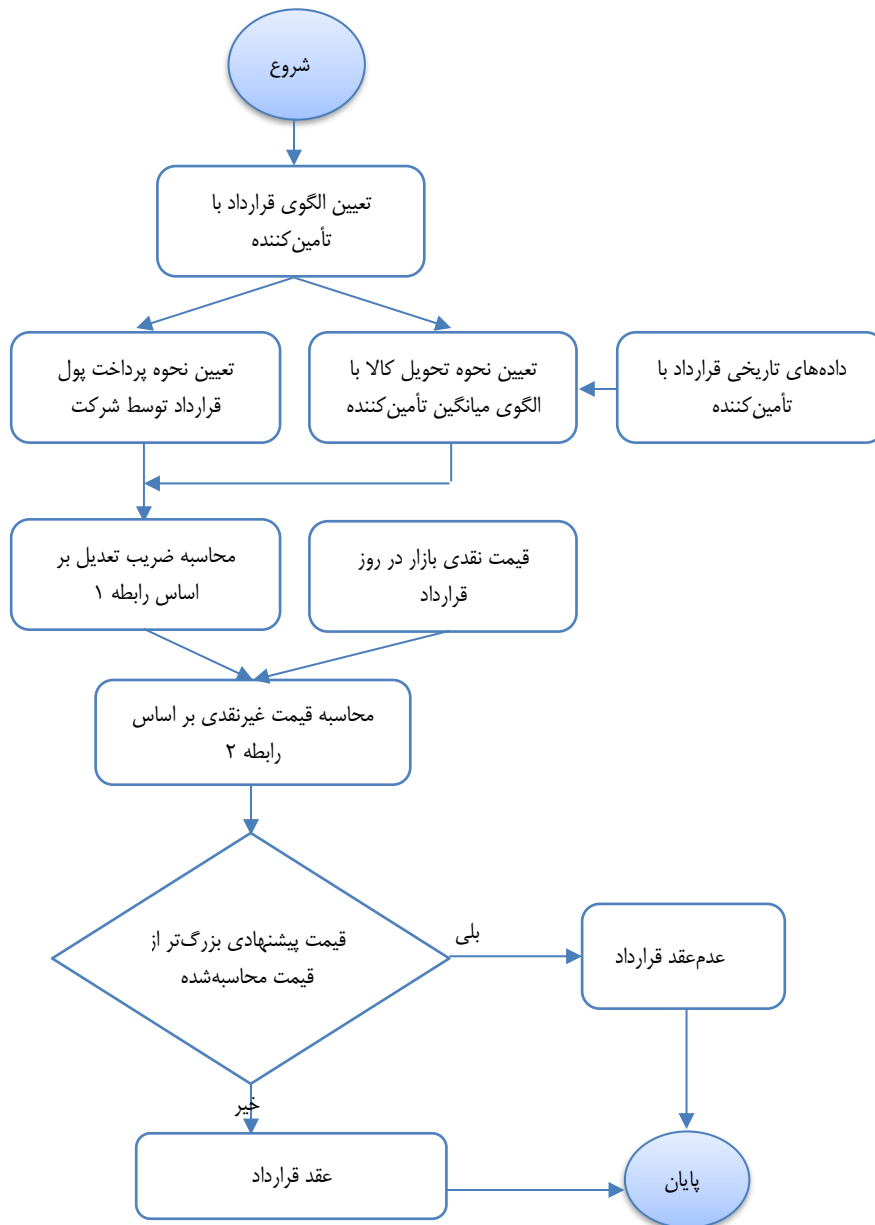 شروع
تعیین الگوی قرارداد با
تأمین‌کننده
تعیین نحوه پرداخت پول
قرارداد توسط شرکت
تعیین نحوه تحویل کالا با
الگوی میانگین تأمین‌کننده
داده‌های تاریخی قرارداد با
تأمین‌کننده
محاسبه ضریب تعدیل بر
اساس رابطه ۱
قیمت نقدی بازار در روز
قرارداد
محاسبه قیمت غیرنقدی بر اساس
رابطه ۲
قیمت پیشنهادی بزرگ‌تر از
قیمت محاسبه‌شده
بلی
عدم‌عقد قرارداد
خیر
عقد قرارداد
پایان